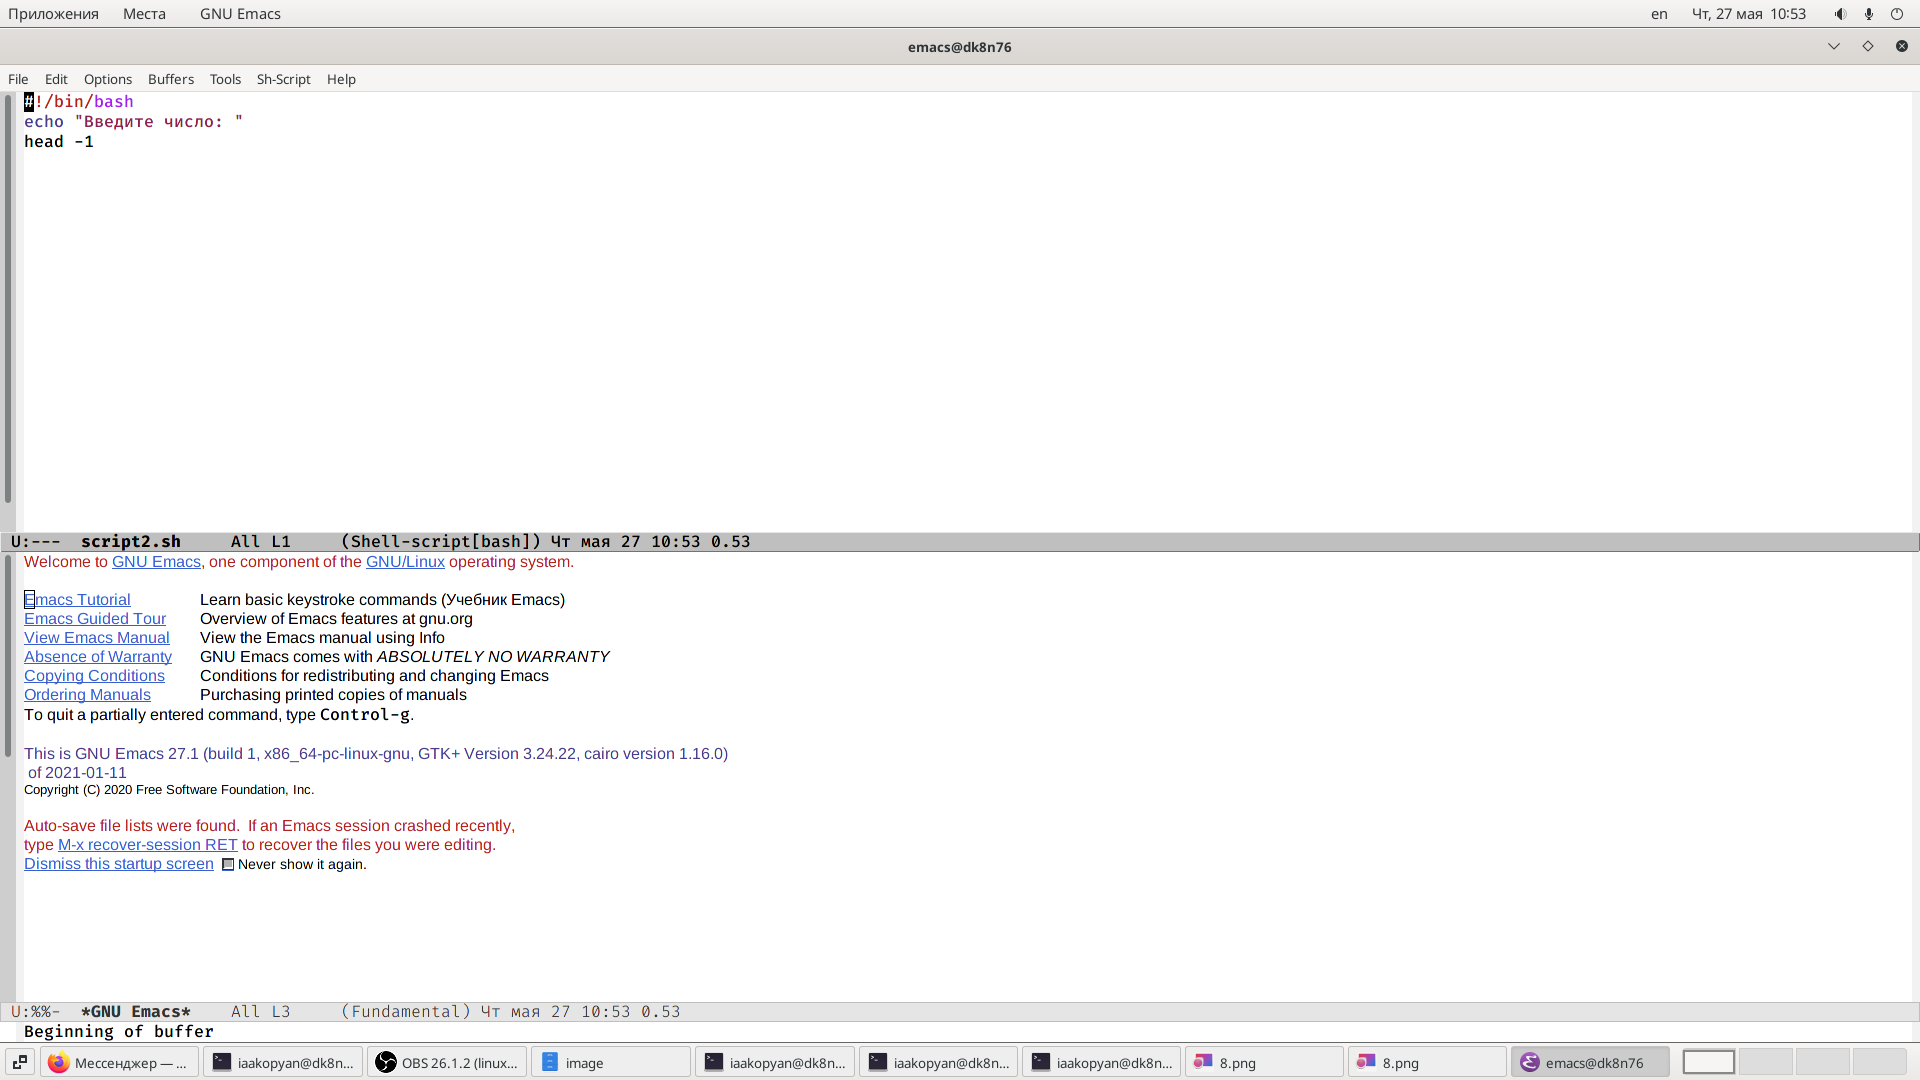 Приложения Места GNU Emacs en Чт, 27 мая 10:53
emacs@dk8n76
File Edit Options Buffers Tools Sh-Script Help
#!/bin/bash
echo "Введите число: "
head -1
U:--- script2.sh All L1 (Shell-script[bash]) Чт мая 27 10:53 0.53
Welcome to GNU Emacs, one component of the GNU/Linux operating system.
Emacs Tutorial Learn basic keystroke commands (Учебник Emacs)
Emacs Guided Tour Overview of Emacs features at gnu.org
View Emacs Manual View the Emacs manual using Info
Absence of Warranty GNU Emacs comes with ABSOLUTELY NO WARRANTY
Copying Conditions Conditions for redistributing and changing Emacs
Ordering Manuals Purchasing printed copies of manuals
To quit a partially entered command, type Control-g.
This is GNU Emacs 27.1 (build 1, x86_64-pc-linux-gnu, GTK+ Version 3.24.22, cairo version 1.16.0)
of 2021-01-11
Copyright (C) 2020 Free Software Foundation, Inc.
Auto-save file lists were found. If an Emacs session crashed recently,
type M-x recover-session RET to recover the files you were editing.
Dismiss this startup screen Never show it again.
U:%%- *GNU Emacs* All L3 (Fundamental) Чт мая 27 10:53 0.53
Beginning of buffer
Мессенджер — ... iaakopyan@dk8n... OBS 26.1.2 (linux... image iaakopyan@dk8n... iaakopyan@dk8n... iaakopyan@dk8n... 8.png 8.png emacs@dk8n76